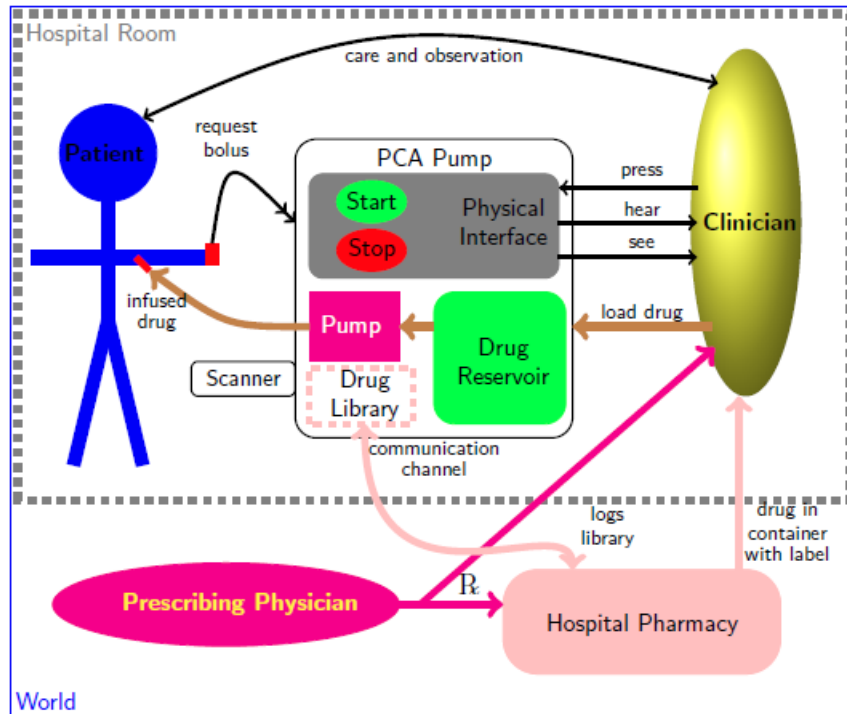 Hospital Room
care and observation
Patient
request
bolus
PCA Pump
Start
Stop
Physical
Interface
press
hear
see
Clinician
infused
drug
Pump
Drug
Reservoir
load drug
Scanner
Drug
Library
communication
channel
logs
library
drug in
container
with label
Prescribing Physician
℞
Hospital Pharmacy
World